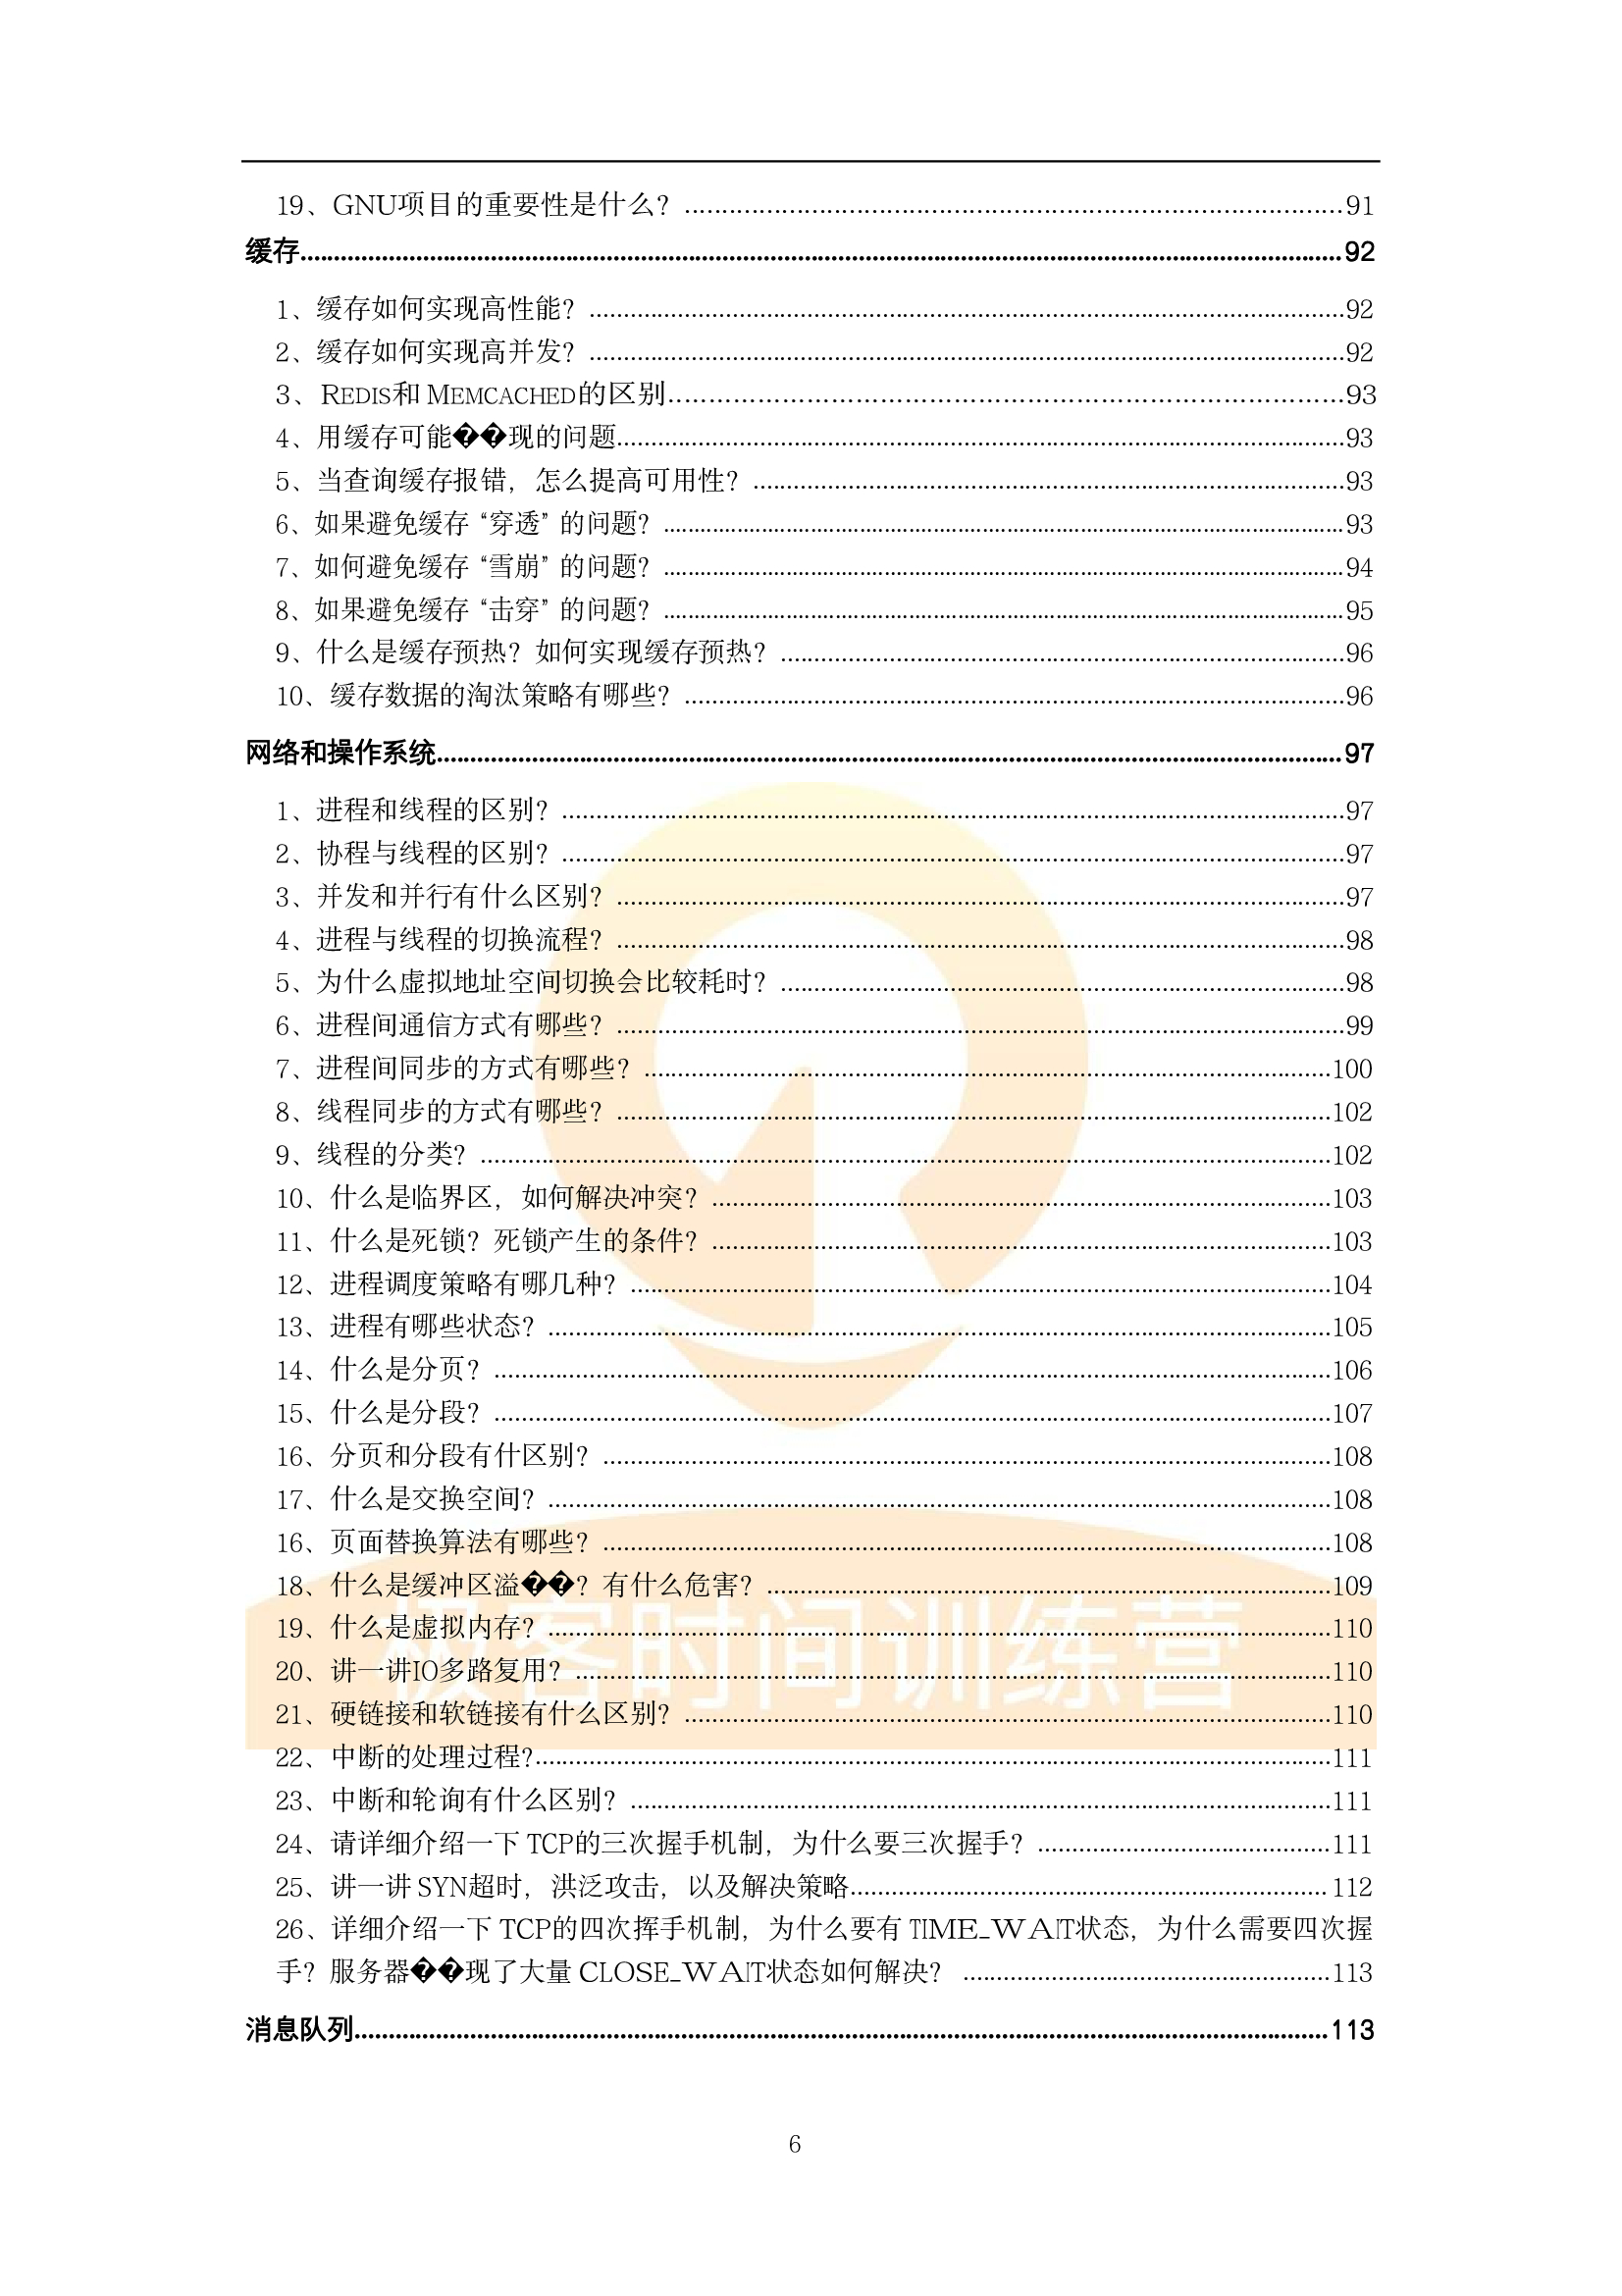 19、GNU项目的重要性是什么？ ........................91
缓存........................92
1、缓存如何实现高性能？ ........................92
2、缓存如何实现高并发？ ........................92
3、REDIS和 MEMCACHED的区别........................93
4、用缓存可能��现的问题........................93
5、当查询缓存报错，怎么提高可用性？ ........................93
6、如果避免缓存 “穿透” 的问题？ ........................93
7、如何避免缓存 “雪崩” 的问题？ ........................94
8、如果避免缓存 “击穿” 的问题？ ........................95
9、什么是缓存预热？如何实现缓存预热？ ........................96
10、缓存数据的淘汰策略有哪些？ ........................96
网络和操作系统........................97
1、进程和线程的区别？ ........................97
2、协程与线程的区别？ ........................97
3、并发和并行有什么区别？ ........................97
4、进程与线程的切换流程？ ........................98
5、为什么虚拟地址空间切换会比较耗时？ ........................98
6、进程间通信方式有哪些？ ........................99
7、进程间同步的方式有哪些？ ........................100
8、线程同步的方式有哪些？ ........................102
9、线程的分类？ ........................102
10、什么是临界区，如何解决冲突？ ........................103
11、什么是死锁？死锁产生的条件？ ........................103
12、进程调度策略有哪几种？ ........................104
13、进程有哪些状态？ ........................105
14、什么是分页？ ........................106
15、什么是分段？ ........................107
16、分页和分段有什区别？ ........................108
17、什么是交换空间？ ........................108
16、页面替换算法有哪些？ ........................108
18、什么是缓冲区溢��？有什么危害？ ........................109
19、什么是虚拟内存？ ........................110
20、讲一讲IO多路复用？ ........................110
21、硬链接和软链接有什么区别？ ........................110
22、中断的处理过程?........................111
23、中断和轮询有什么区别？ ........................111
24、请详细介绍一下 TCP的三次握手机制，为什么要三次握手？ ........................111
25、讲一讲 SYN超时，洪泛攻击，以及解决策略........................112
26、详细介绍一下 TCP的四次挥手机制，为什么要有 TIME_WAIT状态，为什么需要四次握
手？服务器��现了大量 CLOSE_WAIT状态如何解决？ ........................113
消息队列........................113
极客时间训练营
6